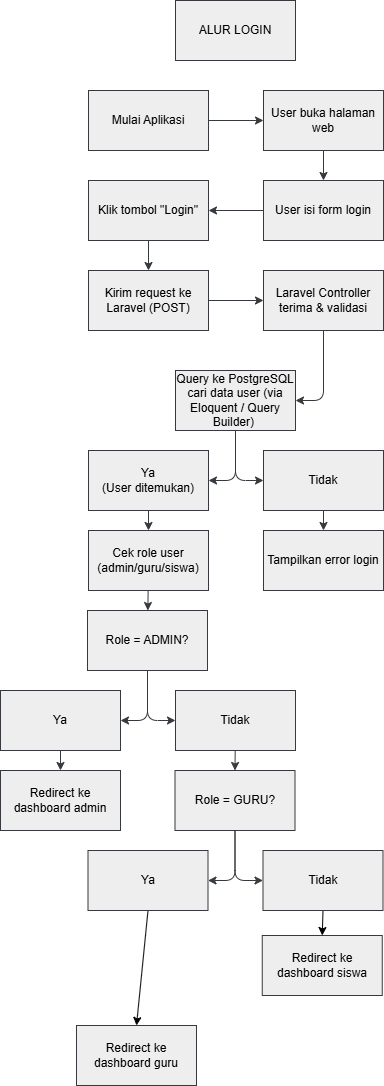 ALUR LOGIN
Mulai Aplikasi
User buka halaman
web
Klik tombol "Login"
User isi form login
Kirim request ke
Laravel (POST)
Laravel Controller
terima & validasi
Query ke PostgreSQL
cari data user (via
Eloquent / Query
Builder)
Ya
(User ditemukan)
Tidak
Cek role user
(admin/guru/siswa)
Tampilkan error login
Role = ADMIN?
Ya
Tidak
Redirect ke
dashboard admin
Role = GURU?
Ya
Tidak
Redirect ke
dashboard siswa
Redirect ke
dashboard guru